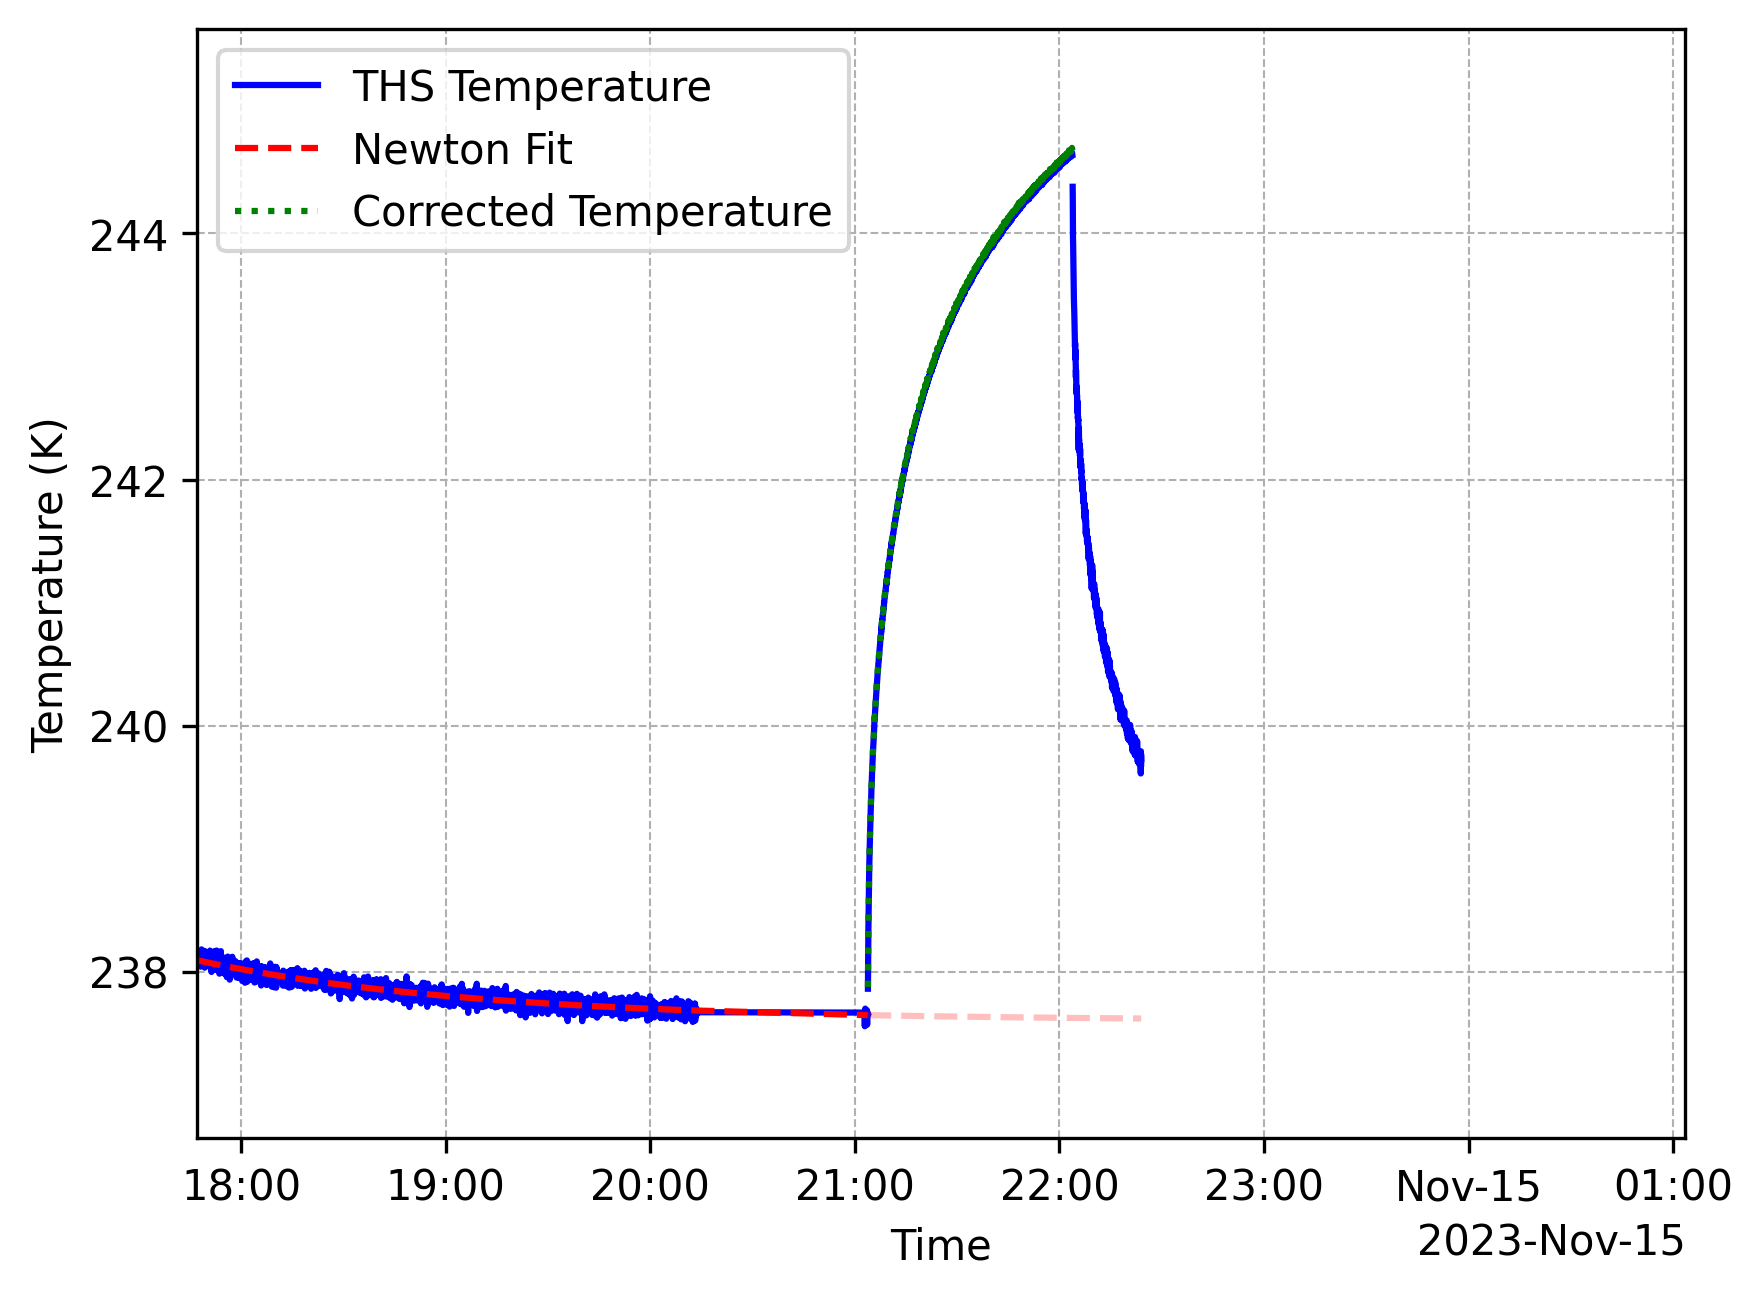 THS Temperature
Newton Fit
Corrected Temperature
Temperature (K)
244
242
240
238
18:00 19:00 20:00 21:00 22:00 23:00 Nov-15 01:00
Time
2023-Nov-15